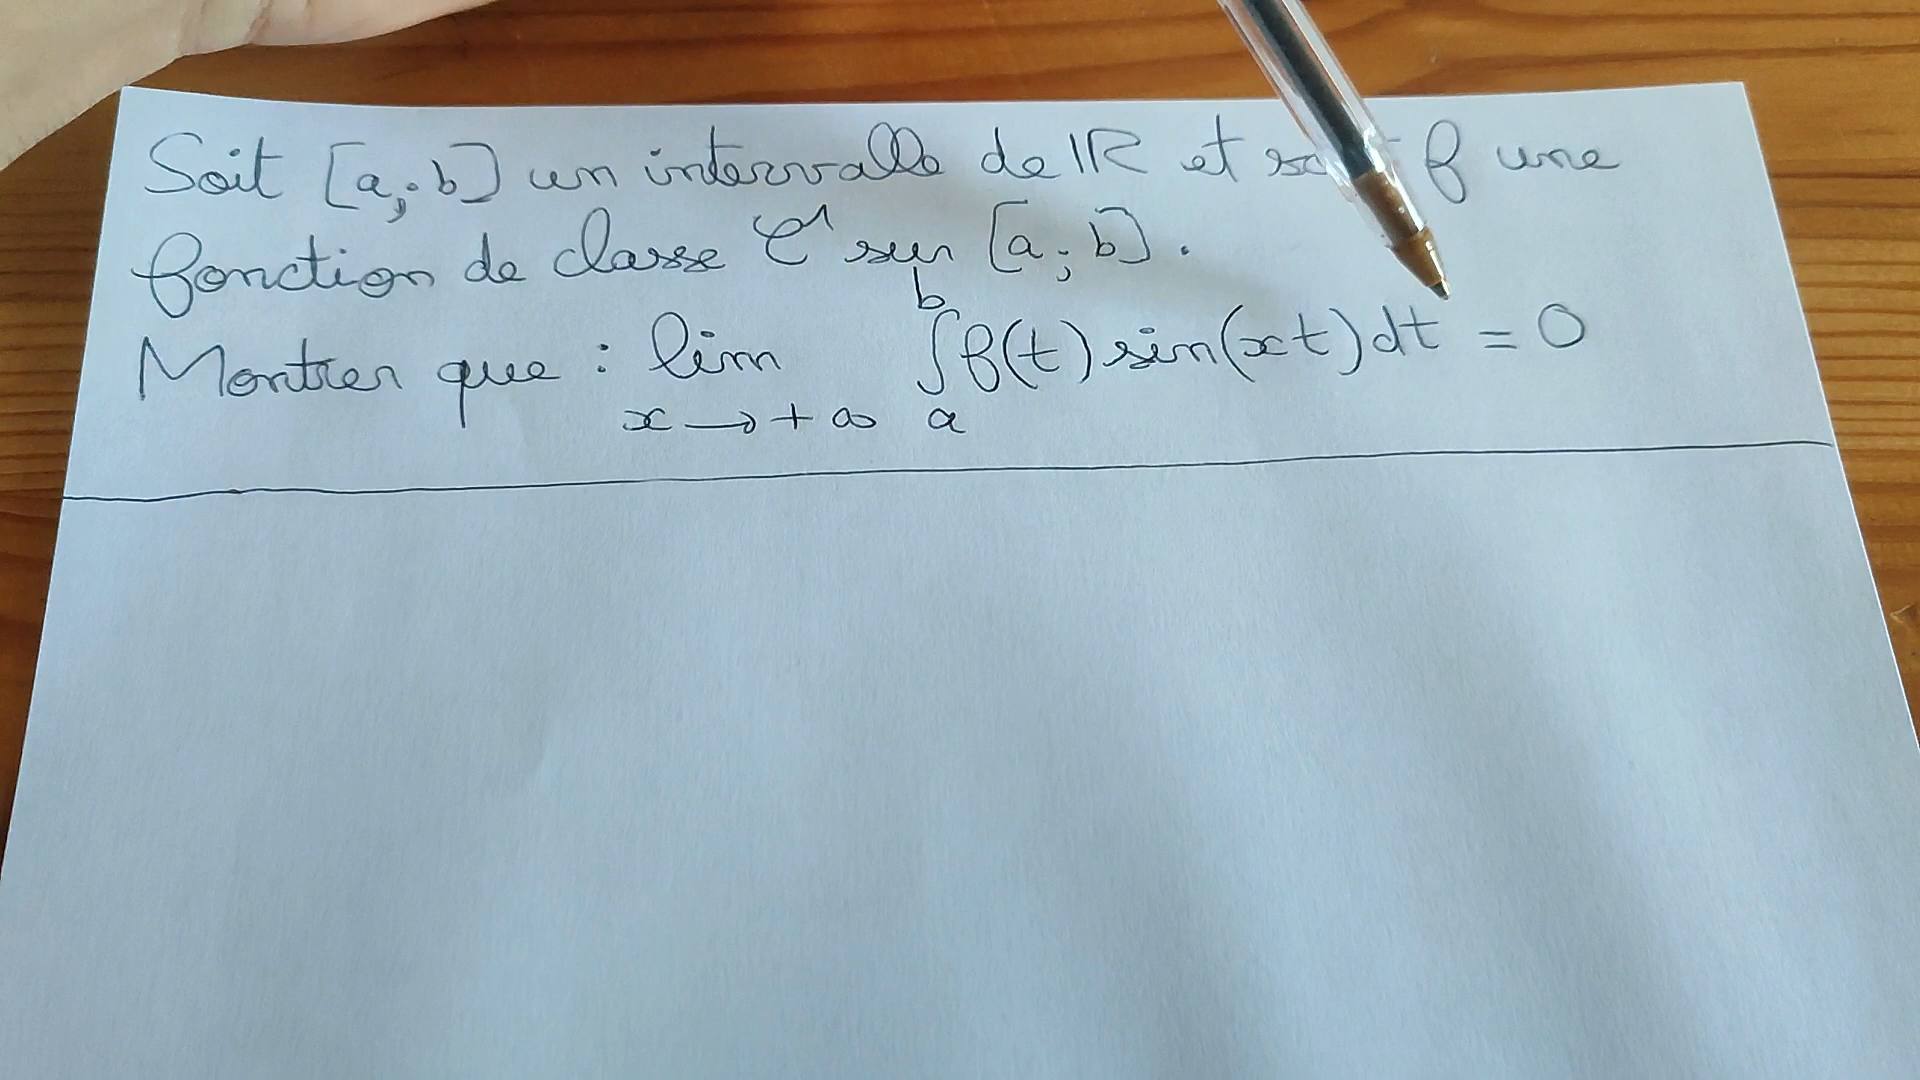 Soit [a;b] un intervalle de IR et soit f une
fonction de classe C¹ sur [a;b].
Montrer que : lim ∫ₐᵇ f(t) sin(xt) dt = 0
x → +∞